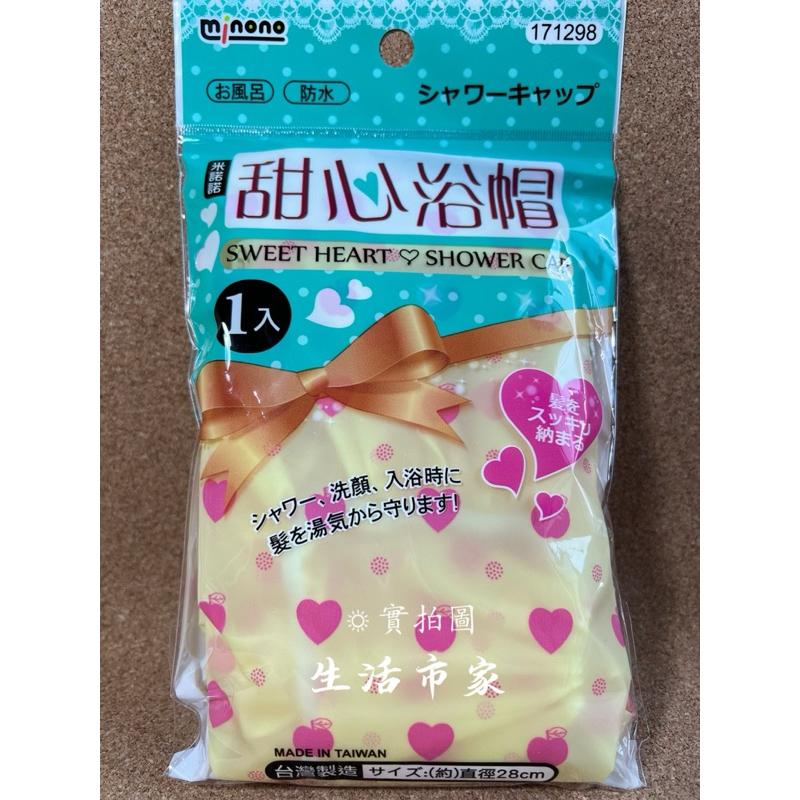 minono
171298
お風呂 防水 シャワーキャップ
米諾諾
甜心浴帽
SWEET HEART ♡ SHOWER CAP
1入
髪を
スッキリ
納まる
シャワー、洗顔、入浴時に
髪を湯気から守ります!
實拍圖
生活市家
MADE IN TAIWAN
台灣製造 サイズ:(約)直徑28cm